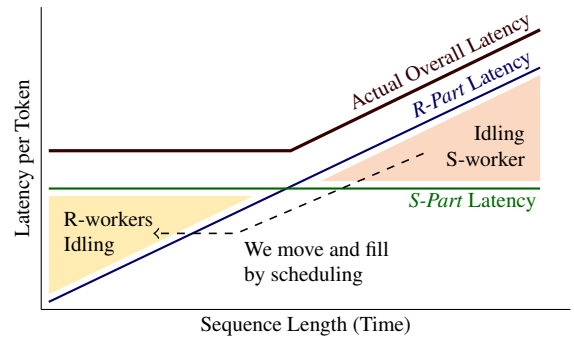 Actual Overall Latency
R-Part Latency
Idling
S-worker
S-Part Latency
R-workers
Idling
We move and fill
by scheduling
Latency per Token
Sequence Length (Time)